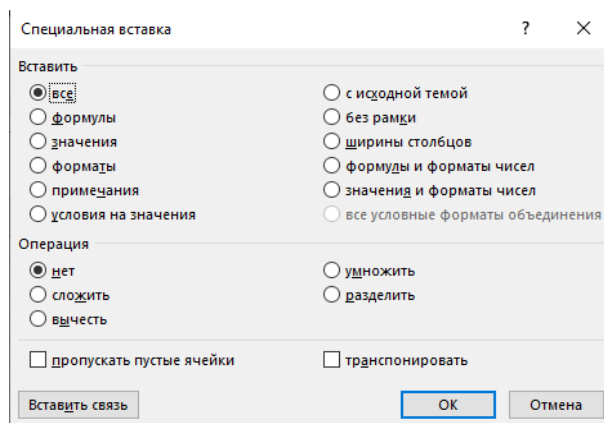 Специальная вставка
Вставить
все
с исходной темой
формулы
без рамки
значения
ширины столбцов
форматы
формулы и форматы чисел
примечания
значения и форматы чисел
условия на значения
все условные форматы объединения
Операция
нет
умножить
сложить
разделить
вычесть
пропускать пустые ячейки
транспонировать
Вставить связь
ОК
Отмена